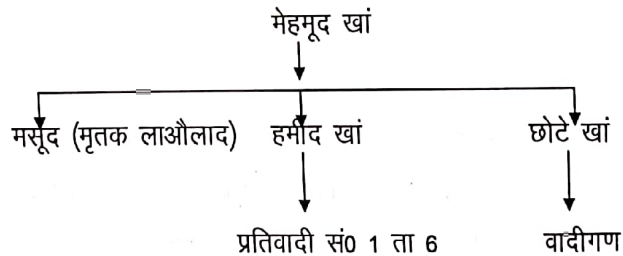 मेहमूद खां
मसूद (मृतक लाऔलाद) हमीद खां छोटे खां
प्रतिवादी सं0 1 ता 6 वादीगण